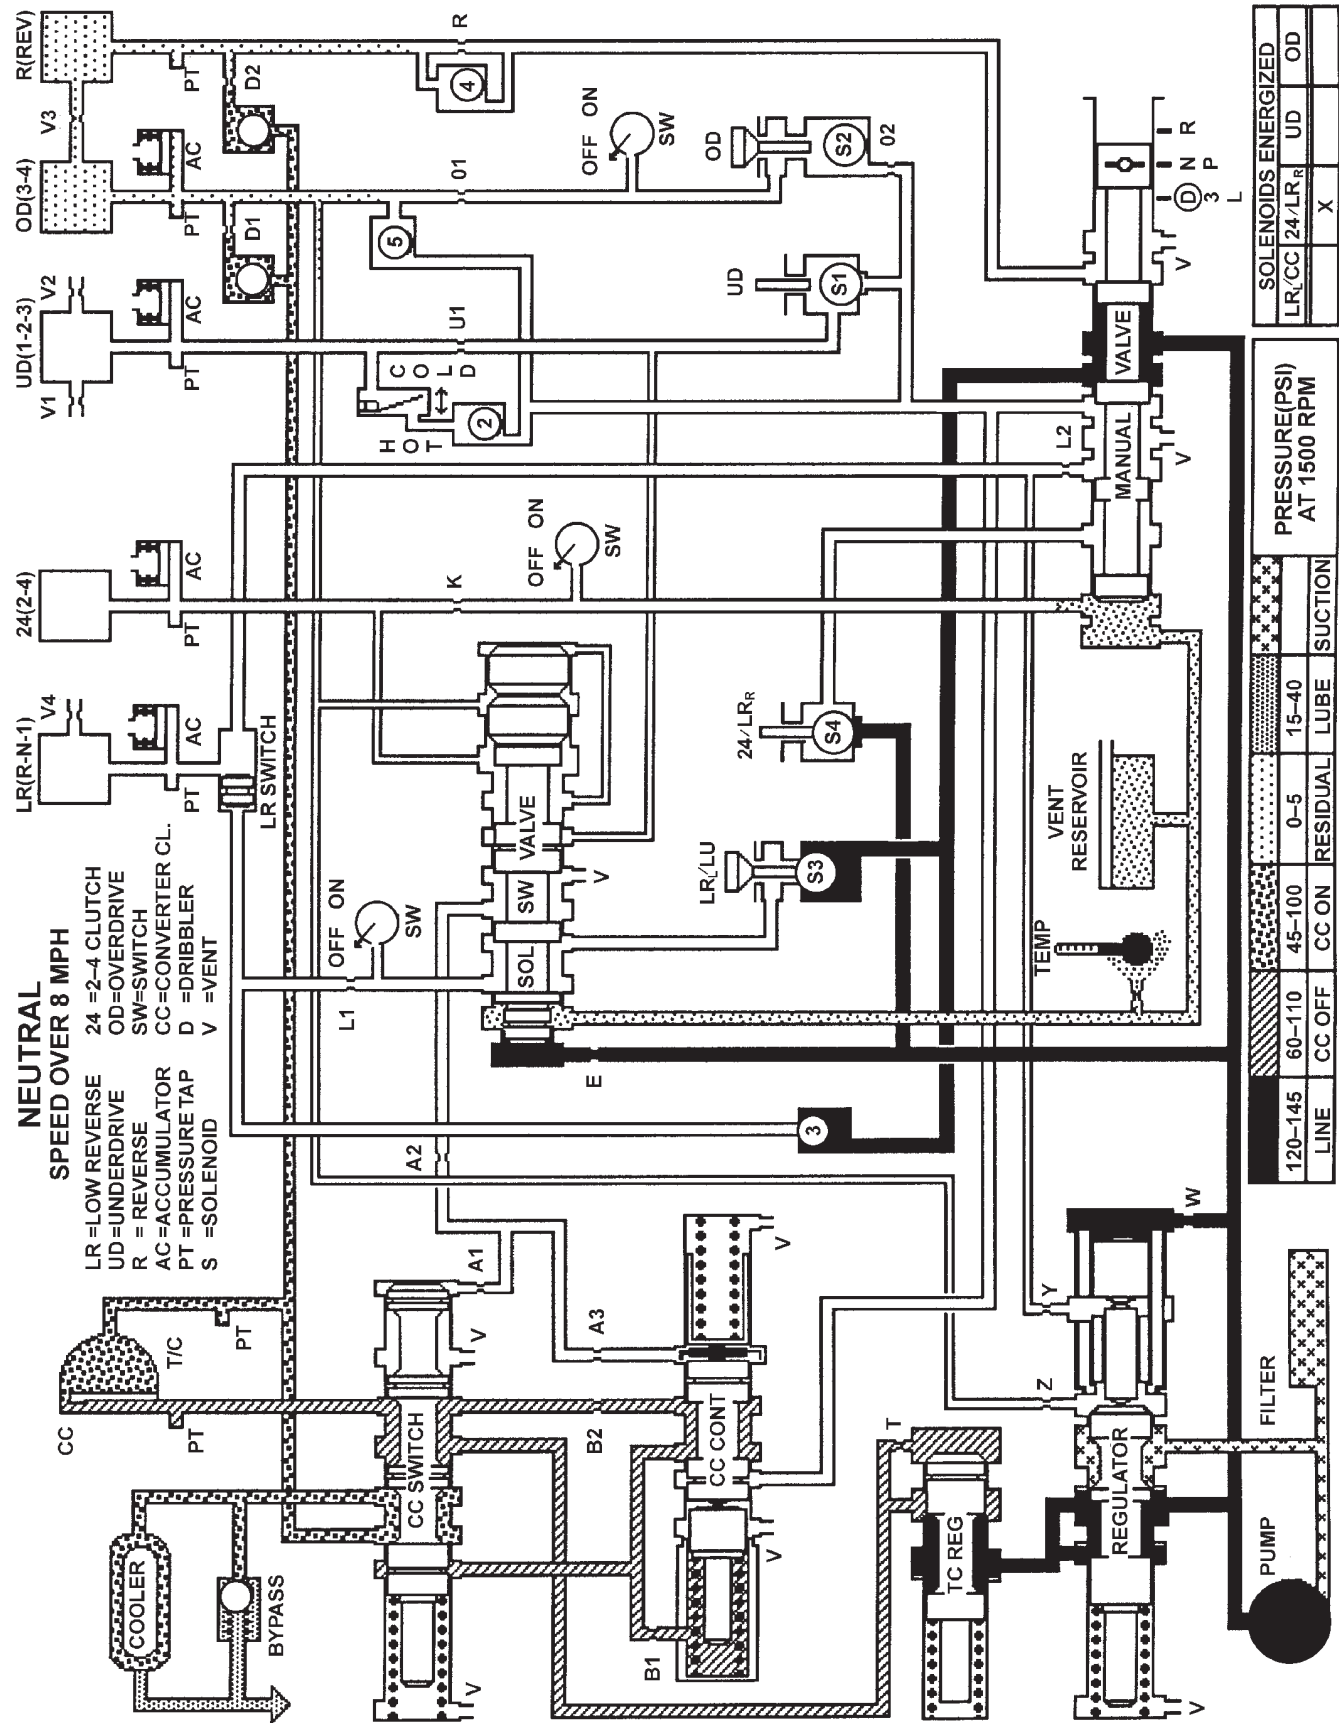 NEUTRAL
SPEED OVER 8 MPH
LR =LOW REVERSE
UD=UNDERDRIVE
R = REVERSE
AC=ACCUMULATOR
PT=PRESSURE TAP
S =SOLENOID
24 =2–4 CLUTCH
OD=OVERDRIVE
SW=SWITCH
CC=CONVERTER CL.
D =DRIBBLER
V =VENT
LR(R-N-1)
V4
24(2-4)
V1
UD(1-2-3)
V2
OD(3-4)
V3
R(REV)
PT
AC
PT
AC
PT
AC
PT
AC
PT
D1
D2
LR SWITCH
COOLER
BYPASS
CC
PT
T/C
PT
L1
OFF ON
SW
K
OFF ON
SW
HOT
COLD
2
U1
5
01
OFF ON
SW
4
R
A1
A2
A3
V
CC SWITCH
V
B1
B2
CC CONT
V
V
3
E
SOL SW VALVE
V
LRL/LU
S3
24/LRR
S4
UD
S1
OD
S2
02
T
TC REG
Z
Y
W
REGULATOR
V
PUMP
FILTER
TEMP
VENT
RESERVOIR
L2
MANUAL VALVE
V
V
D N R
3 P
L
120–145
LINE
60–110
CC OFF
45–100
CC ON
0–5
RESIDUAL
15–40
LUBE
SUCTION
PRESSURE(PSI)
AT 1500 RPM
SOLENOIDS ENERGIZED
LRL/CC 24/LRR UD OD
X